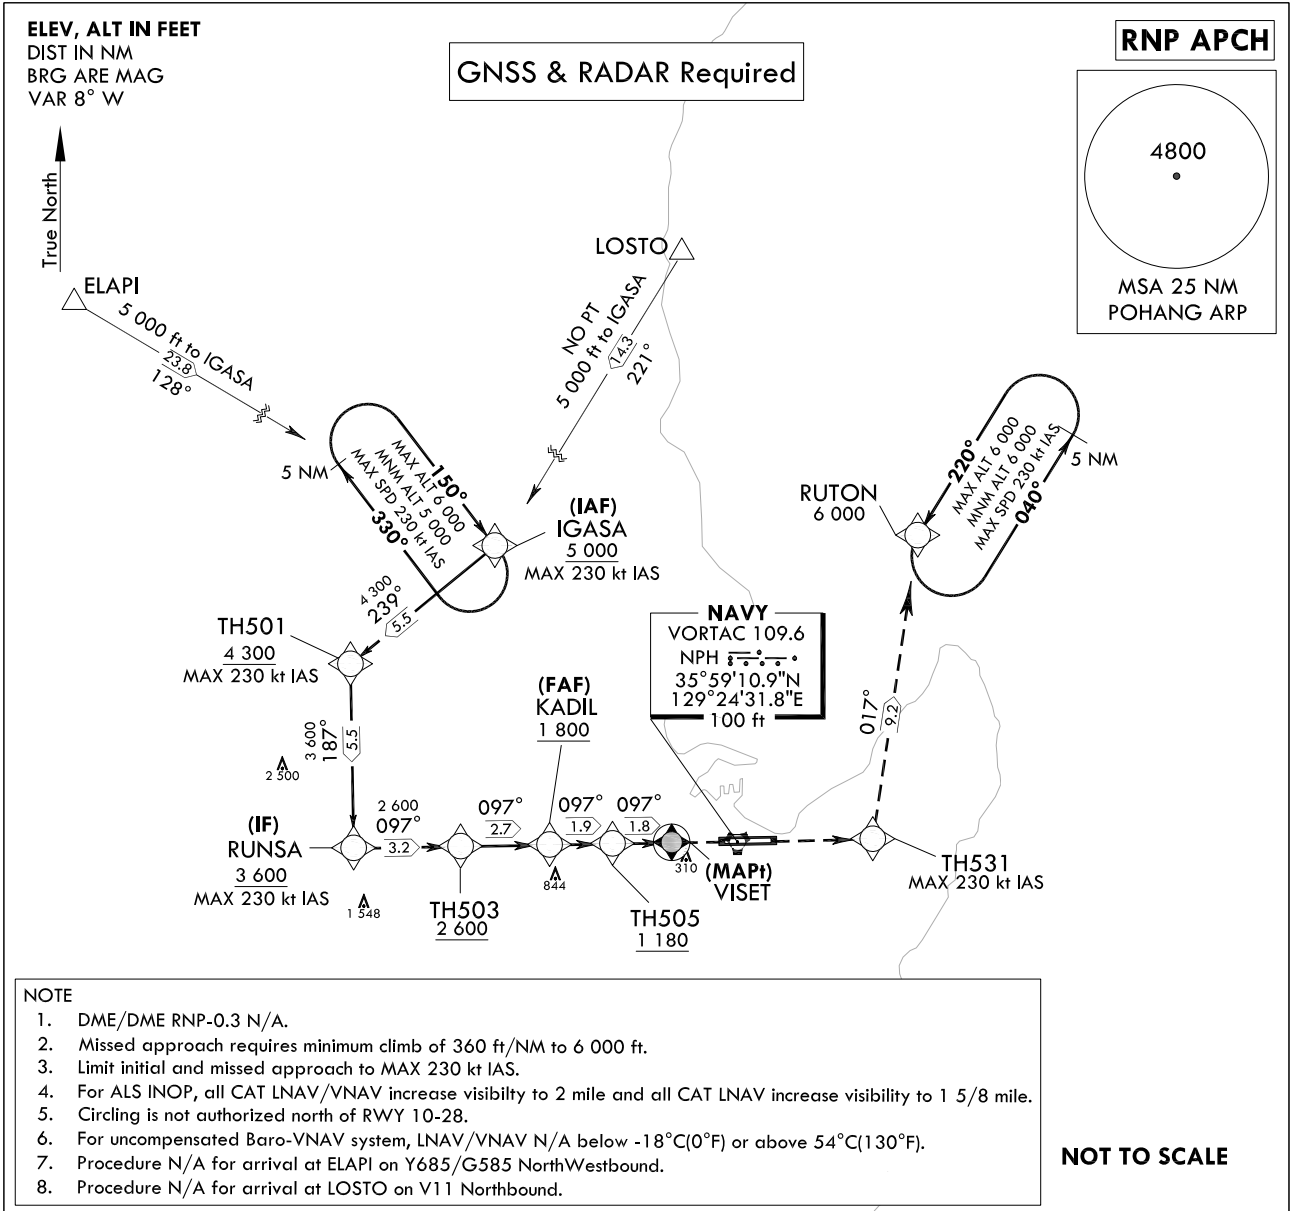 ELEV, ALT IN FEET
DIST IN NM
BRG ARE MAG
VAR 8° W
True North
GNSS & RADAR Required
RNP APCH
4800
MSA 25 NM
POHANG ARP
ELAPI
5 000 ft to IGASA
23.8
128°
LOSTO
NO PT
5 000 ft to IGASA
14.3
221°
5 NM
150°
MAX ALT 6 000
MNM ALT 5 000
MAX SPD 230 kt IAS
330°
(IAF)
IGASA
5 000
MAX 230 kt IAS
RUTON
6 000
220°
MAX ALT 6 000
MNM ALT 6 000
MAX SPD 230 kt IAS
040°
5 NM
4 300
239°
5.5
TH501
4 300
MAX 230 kt IAS
3 600
187°
5.5
2 500
NAVY
VORTAC 109.6
NPH
35°59'10.9"N
129°24'31.8"E
100 ft
(FAF)
KADIL
1 800
017°
9.2
(IF)
RUNSA
3 600
MAX 230 kt IAS
2 600
097°
3.2
097°
2.7
097°
1.9
097°
1.8
1 548
TH503
2 600
844
TH505
1 180
310
(MAPt)
VISET
TH531
MAX 230 kt IAS
NOTE
1. DME/DME RNP-0.3 N/A.
2. Missed approach requires minimum climb of 360 ft/NM to 6 000 ft.
3. Limit initial and missed approach to MAX 230 kt IAS.
4. For ALS INOP, all CAT LNAV/VNAV increase visibilty to 2 mile and all CAT LNAV increase visibility to 1 5/8 mile.
5. Circling is not authorized north of RWY 10-28.
6. For uncompensated Baro-VNAV system, LNAV/VNAV N/A below -18°C(0°F) or above 54°C(130°F).
7. Procedure N/A for arrival at ELAPI on Y685/G585 NorthWestbound.
8. Procedure N/A for arrival at LOSTO on V11 Northbound.
NOT TO SCALE